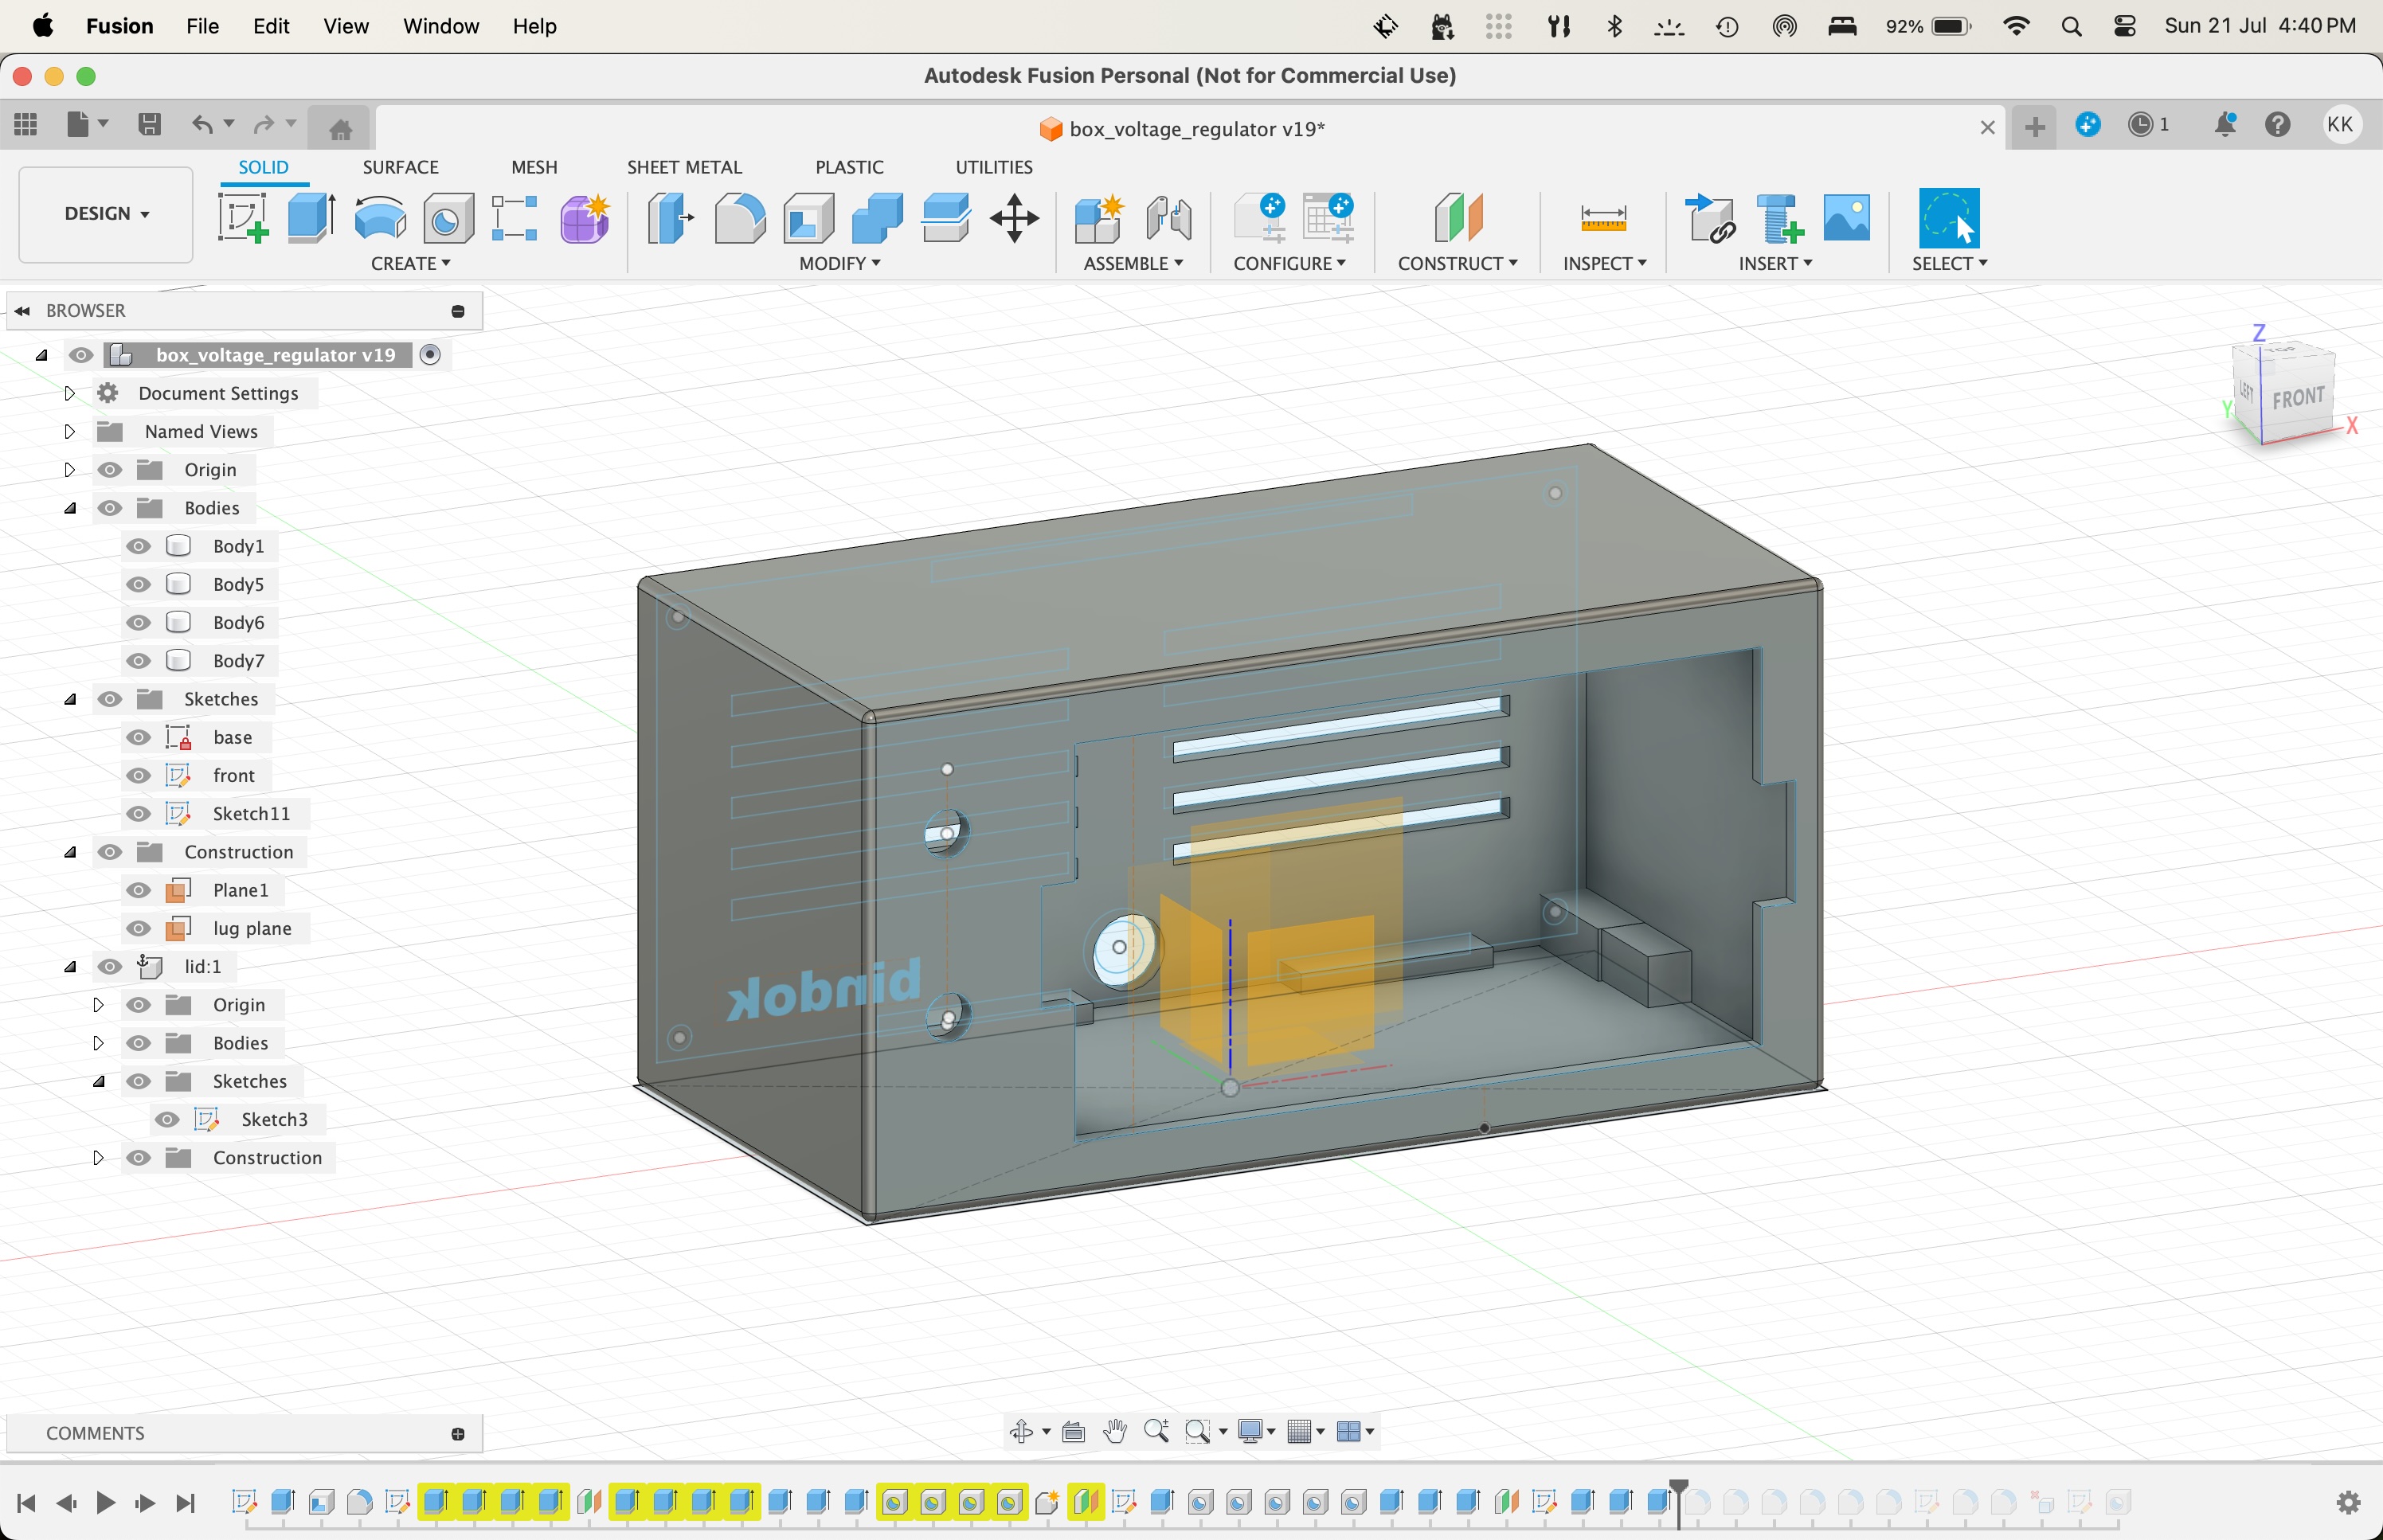 Fusion File Edit View Window Help 92% Sun 21 Jul 4:40 PM
Autodesk Fusion Personal (Not for Commercial Use)
box_voltage_regulator v19* 1 KK
SOLID SURFACE MESH SHEET METAL PLASTIC UTILITIES
DESIGN
CREATE MODIFY ASSEMBLE CONFIGURE CONSTRUCT INSPECT INSERT SELECT
BROWSER
box_voltage_regulator v19
Document Settings
Named Views
Origin
Bodies
Body1
Body5
Body6
Body7
Sketches
base
front
Sketch11
Construction
Plane1
lug plane
lid:1
Origin
Bodies
Sketches
Sketch3
Construction
Z
TOP
LEFT FRONT
Y X
COMMENTS